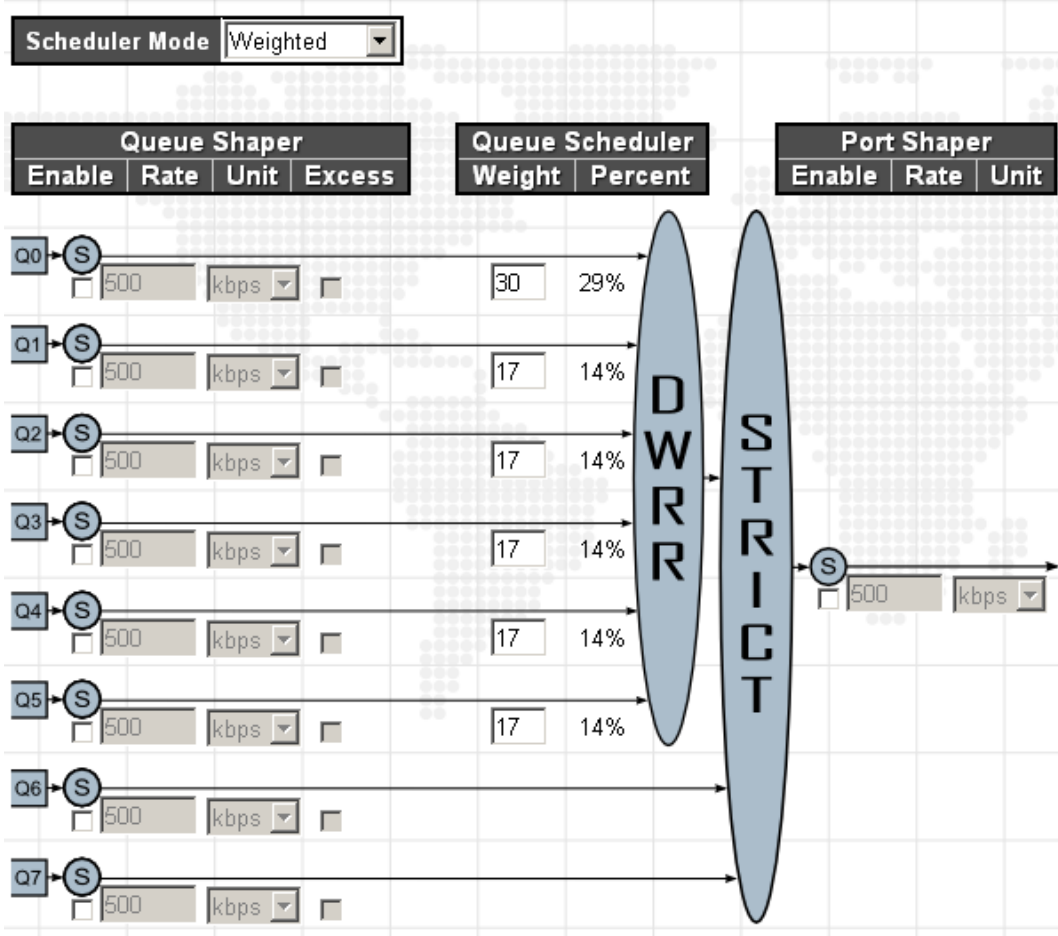 Scheduler Mode Weighted
Queue Shaper Queue Scheduler Port Shaper
Enable Rate Unit Excess Weight Percent Enable Rate Unit
Q0 S
500 kbps 30 29%
Q1 S
500 kbps 17 14%
Q2 S
500 kbps 17 14%
Q3 S
500 kbps 17 14%
Q4 S
500 kbps 17 14%
Q5 S
500 kbps 17 14%
Q6 S
500 kbps
Q7 S
500 kbps
DWRR
STRICT
S
500 kbps